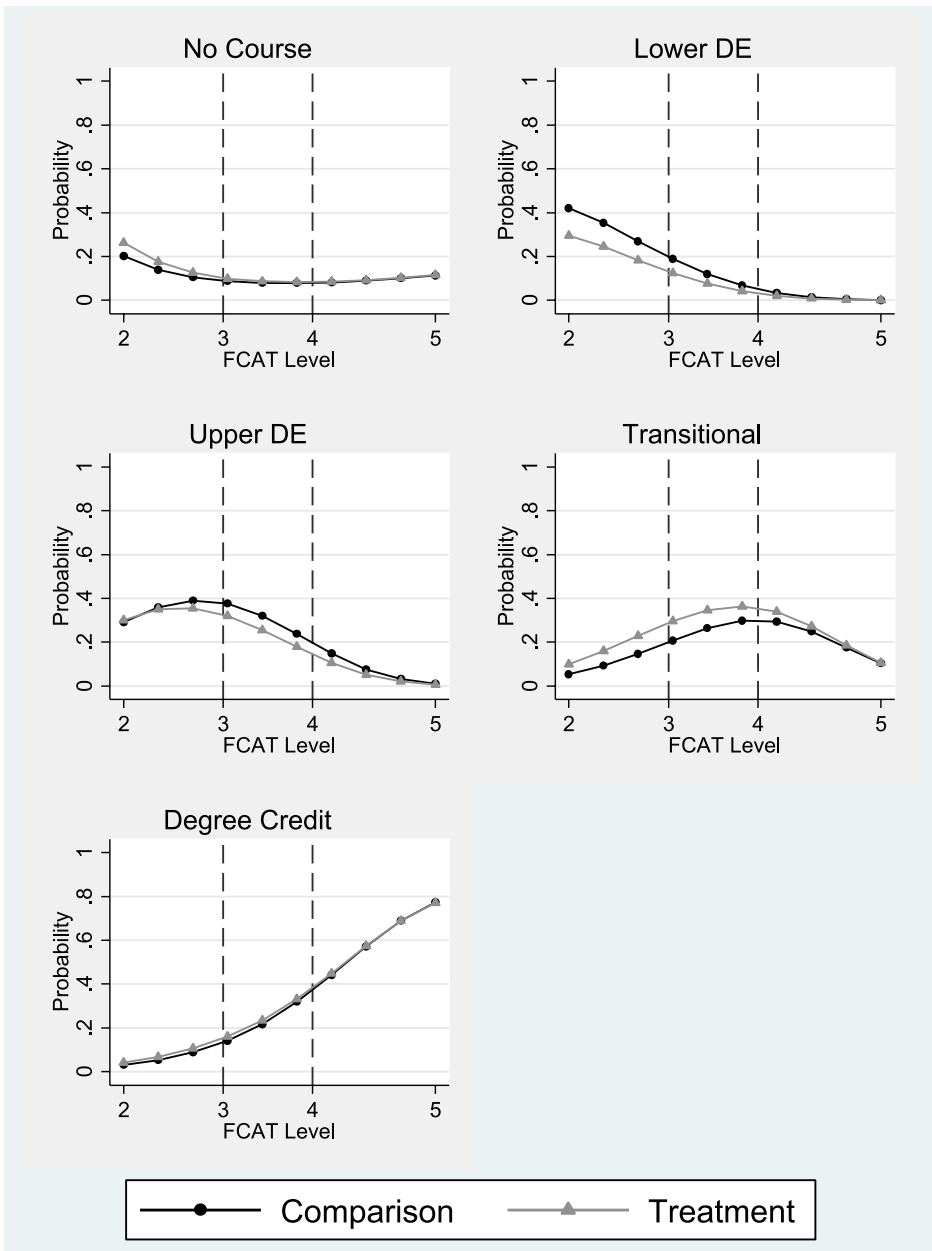 No Course
Probability
0 .2 .4 .6 .8 1
2 3 4 5
FCAT Level
Lower DE
Probability
0 .2 .4 .6 .8 1
2 3 4 5
FCAT Level
Upper DE
Probability
0 .2 .4 .6 .8 1
2 3 4 5
FCAT Level
Transitional
Probability
0 .2 .4 .6 .8 1
2 3 4 5
FCAT Level
Degree Credit
Probability
0 .2 .4 .6 .8 1
2 3 4 5
FCAT Level
Comparison Treatment